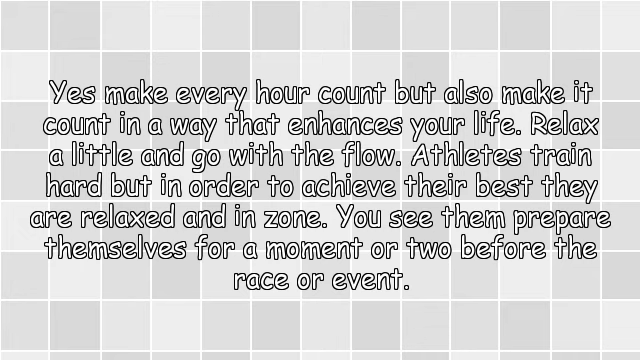 Yes make every hour count but also make it
count in a way that enhances your life. Relax
a little and go with the flow. Athletes train
hard but in order to achieve their best they
are relaxed and in zone. You see them prepare
themselves for a moment or two before the
race or event.